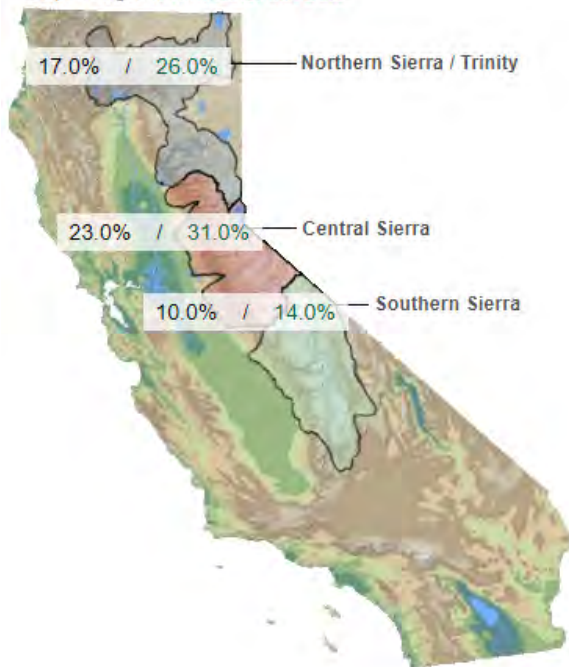 17.0% / 26.0% Northern Sierra / Trinity
23.0% / 31.0% Central Sierra
10.0% / 14.0% Southern Sierra